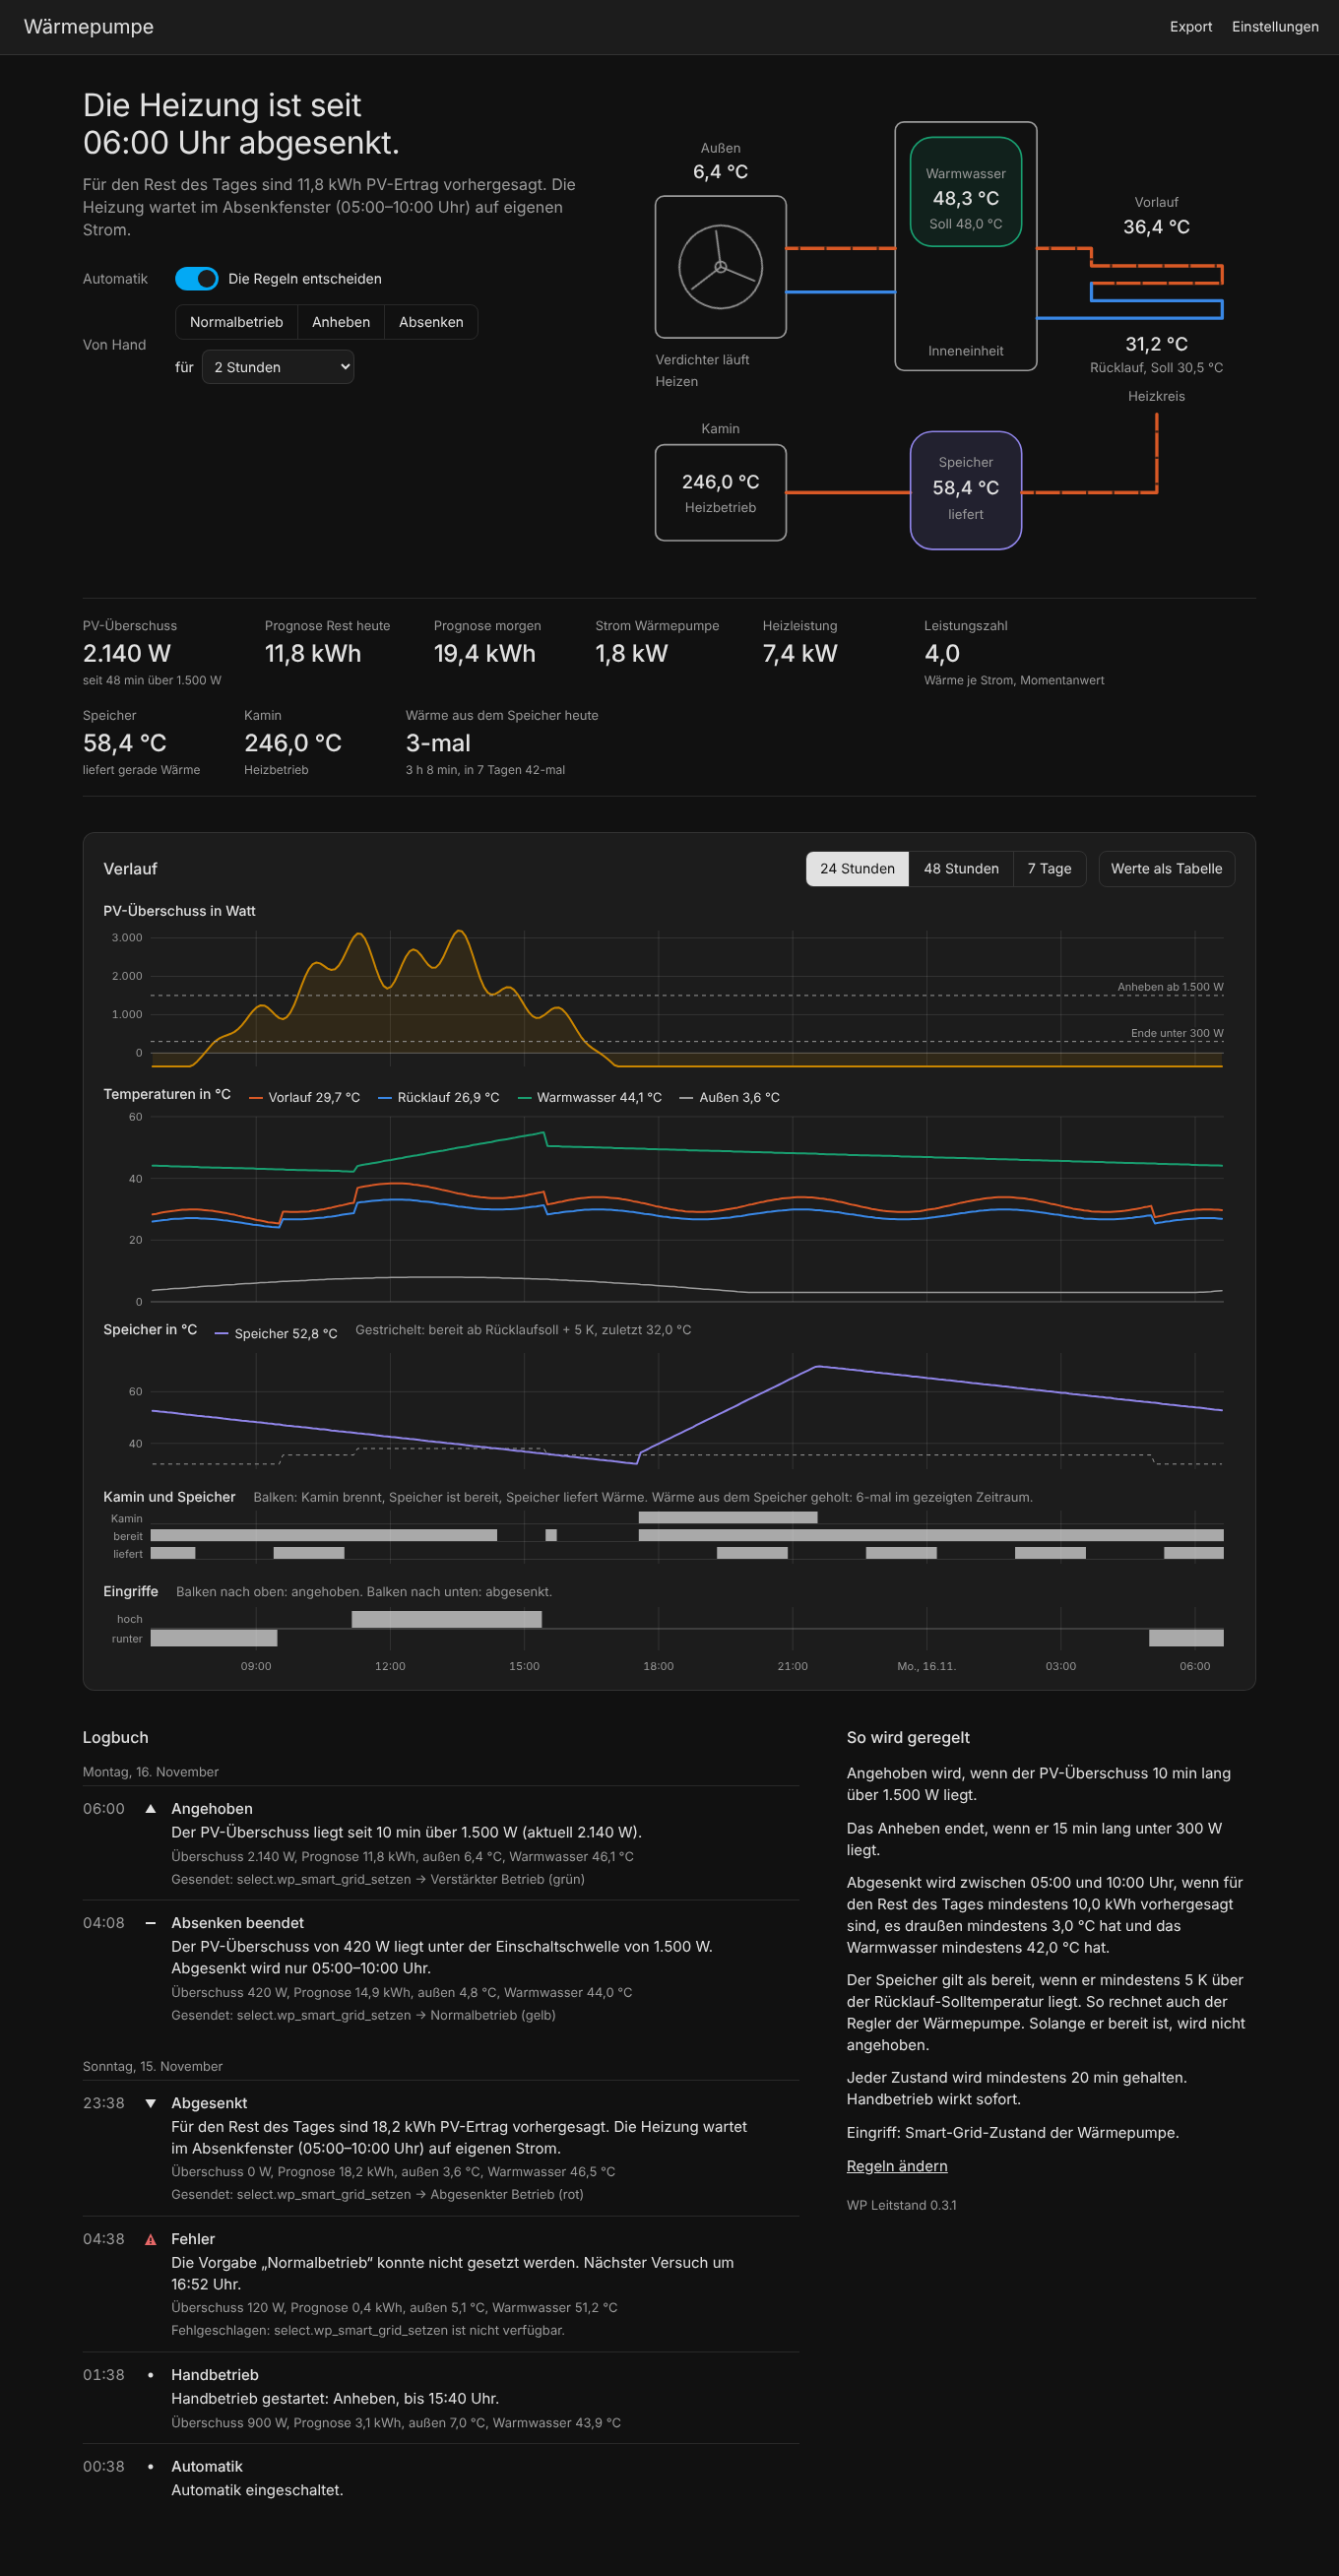 Wärmepumpe
Export
Einstellungen
Die Heizung ist seit
06:00 Uhr abgesenkt.
Für den Rest des Tages sind 11,8 kWh PV-Ertrag vorhergesagt. Die
Heizung wartet im Absenkfenster (05:00–10:00 Uhr) auf eigenen
Strom.
Automatik
Die Regeln entscheiden
Von Hand
Normalbetrieb
Anheben
Absenken
für
2 Stunden
Außen
6,4 °C
Verdichter läuft
Heizen
Warmwasser
48,3 °C
Soll 48,0 °C
Inneneinheit
Vorlauf
36,4 °C
31,2 °C
Rücklauf, Soll 30,5 °C
Heizkreis
Kamin
246,0 °C
Heizbetrieb
Speicher
58,4 °C
liefert
PV-Überschuss
2.140 W
seit 48 min über 1.500 W
Prognose Rest heute
11,8 kWh
Prognose morgen
19,4 kWh
Strom Wärmepumpe
1,8 kW
Heizleistung
7,4 kW
Leistungszahl
4,0
Wärme je Strom, Momentanwert
Speicher
58,4 °C
liefert gerade Wärme
Kamin
246,0 °C
Heizbetrieb
Wärme aus dem Speicher heute
3-mal
3 h 8 min, in 7 Tagen 42-mal
Verlauf
24 Stunden
48 Stunden
7 Tage
Werte als Tabelle
PV-Überschuss in Watt
3.000
2.000
1.000
0
Anheben ab 1.500 W
Ende unter 300 W
Temperaturen in °C
Vorlauf 29,7 °C
Rücklauf 26,9 °C
Warmwasser 44,1 °C
Außen 3,6 °C
60
40
20
0
Speicher in °C
Speicher 52,8 °C
Gestrichelt: bereit ab Rücklaufsoll + 5 K, zuletzt 32,0 °C
60
40
Kamin und Speicher
Balken: Kamin brennt, Speicher ist bereit, Speicher liefert Wärme. Wärme aus dem Speicher geholt: 6-mal im gezeigten Zeitraum.
Kamin
bereit
liefert
Eingriffe
Balken nach oben: angehoben. Balken nach unten: abgesenkt.
hoch
runter
09:00
12:00
15:00
18:00
21:00
Mo., 16.11.
03:00
06:00
Logbuch
Montag, 16. November
06:00
Angehoben
Der PV-Überschuss liegt seit 10 min über 1.500 W (aktuell 2.140 W).
Überschuss 2.140 W, Prognose 11,8 kWh, außen 6,4 °C, Warmwasser 46,1 °C
Gesendet: select.wp_smart_grid_setzen → Verstärkter Betrieb (grün)
04:08
Absenken beendet
Der PV-Überschuss von 420 W liegt unter der Einschaltschwelle von 1.500 W.
Abgesenkt wird nur 05:00–10:00 Uhr.
Überschuss 420 W, Prognose 14,9 kWh, außen 4,8 °C, Warmwasser 44,0 °C
Gesendet: select.wp_smart_grid_setzen → Normalbetrieb (gelb)
Sonntag, 15. November
23:38
Abgesenkt
Für den Rest des Tages sind 18,2 kWh PV-Ertrag vorhergesagt. Die Heizung wartet
im Absenkfenster (05:00–10:00 Uhr) auf eigenen Strom.
Überschuss 0 W, Prognose 18,2 kWh, außen 3,6 °C, Warmwasser 46,5 °C
Gesendet: select.wp_smart_grid_setzen → Abgesenkter Betrieb (rot)
04:38
Fehler
Die Vorgabe „Normalbetrieb“ konnte nicht gesetzt werden. Nächster Versuch um
16:52 Uhr.
Überschuss 120 W, Prognose 0,4 kWh, außen 5,1 °C, Warmwasser 51,2 °C
Fehlgeschlagen: select.wp_smart_grid_setzen ist nicht verfügbar.
01:38
Handbetrieb
Handbetrieb gestartet: Anheben, bis 15:40 Uhr.
Überschuss 900 W, Prognose 3,1 kWh, außen 7,0 °C, Warmwasser 43,9 °C
00:38
Automatik
Automatik eingeschaltet.
So wird geregelt
Angehoben wird, wenn der PV-Überschuss 10 min lang
über 1.500 W liegt.
Das Anheben endet, wenn er 15 min lang unter 300 W
liegt.
Abgesenkt wird zwischen 05:00 und 10:00 Uhr, wenn für
den Rest des Tages mindestens 10,0 kWh vorhergesagt
sind, es draußen mindestens 3,0 °C hat und das
Warmwasser mindestens 42,0 °C hat.
Der Speicher gilt als bereit, wenn er mindestens 5 K über
der Rücklauf-Solltemperatur liegt. So rechnet auch der
Regler der Wärmepumpe. Solange er bereit ist, wird nicht
angehoben.
Jeder Zustand wird mindestens 20 min gehalten.
Handbetrieb wirkt sofort.
Eingriff: Smart-Grid-Zustand der Wärmepumpe.
Regeln ändern
WP Leitstand 0.3.1